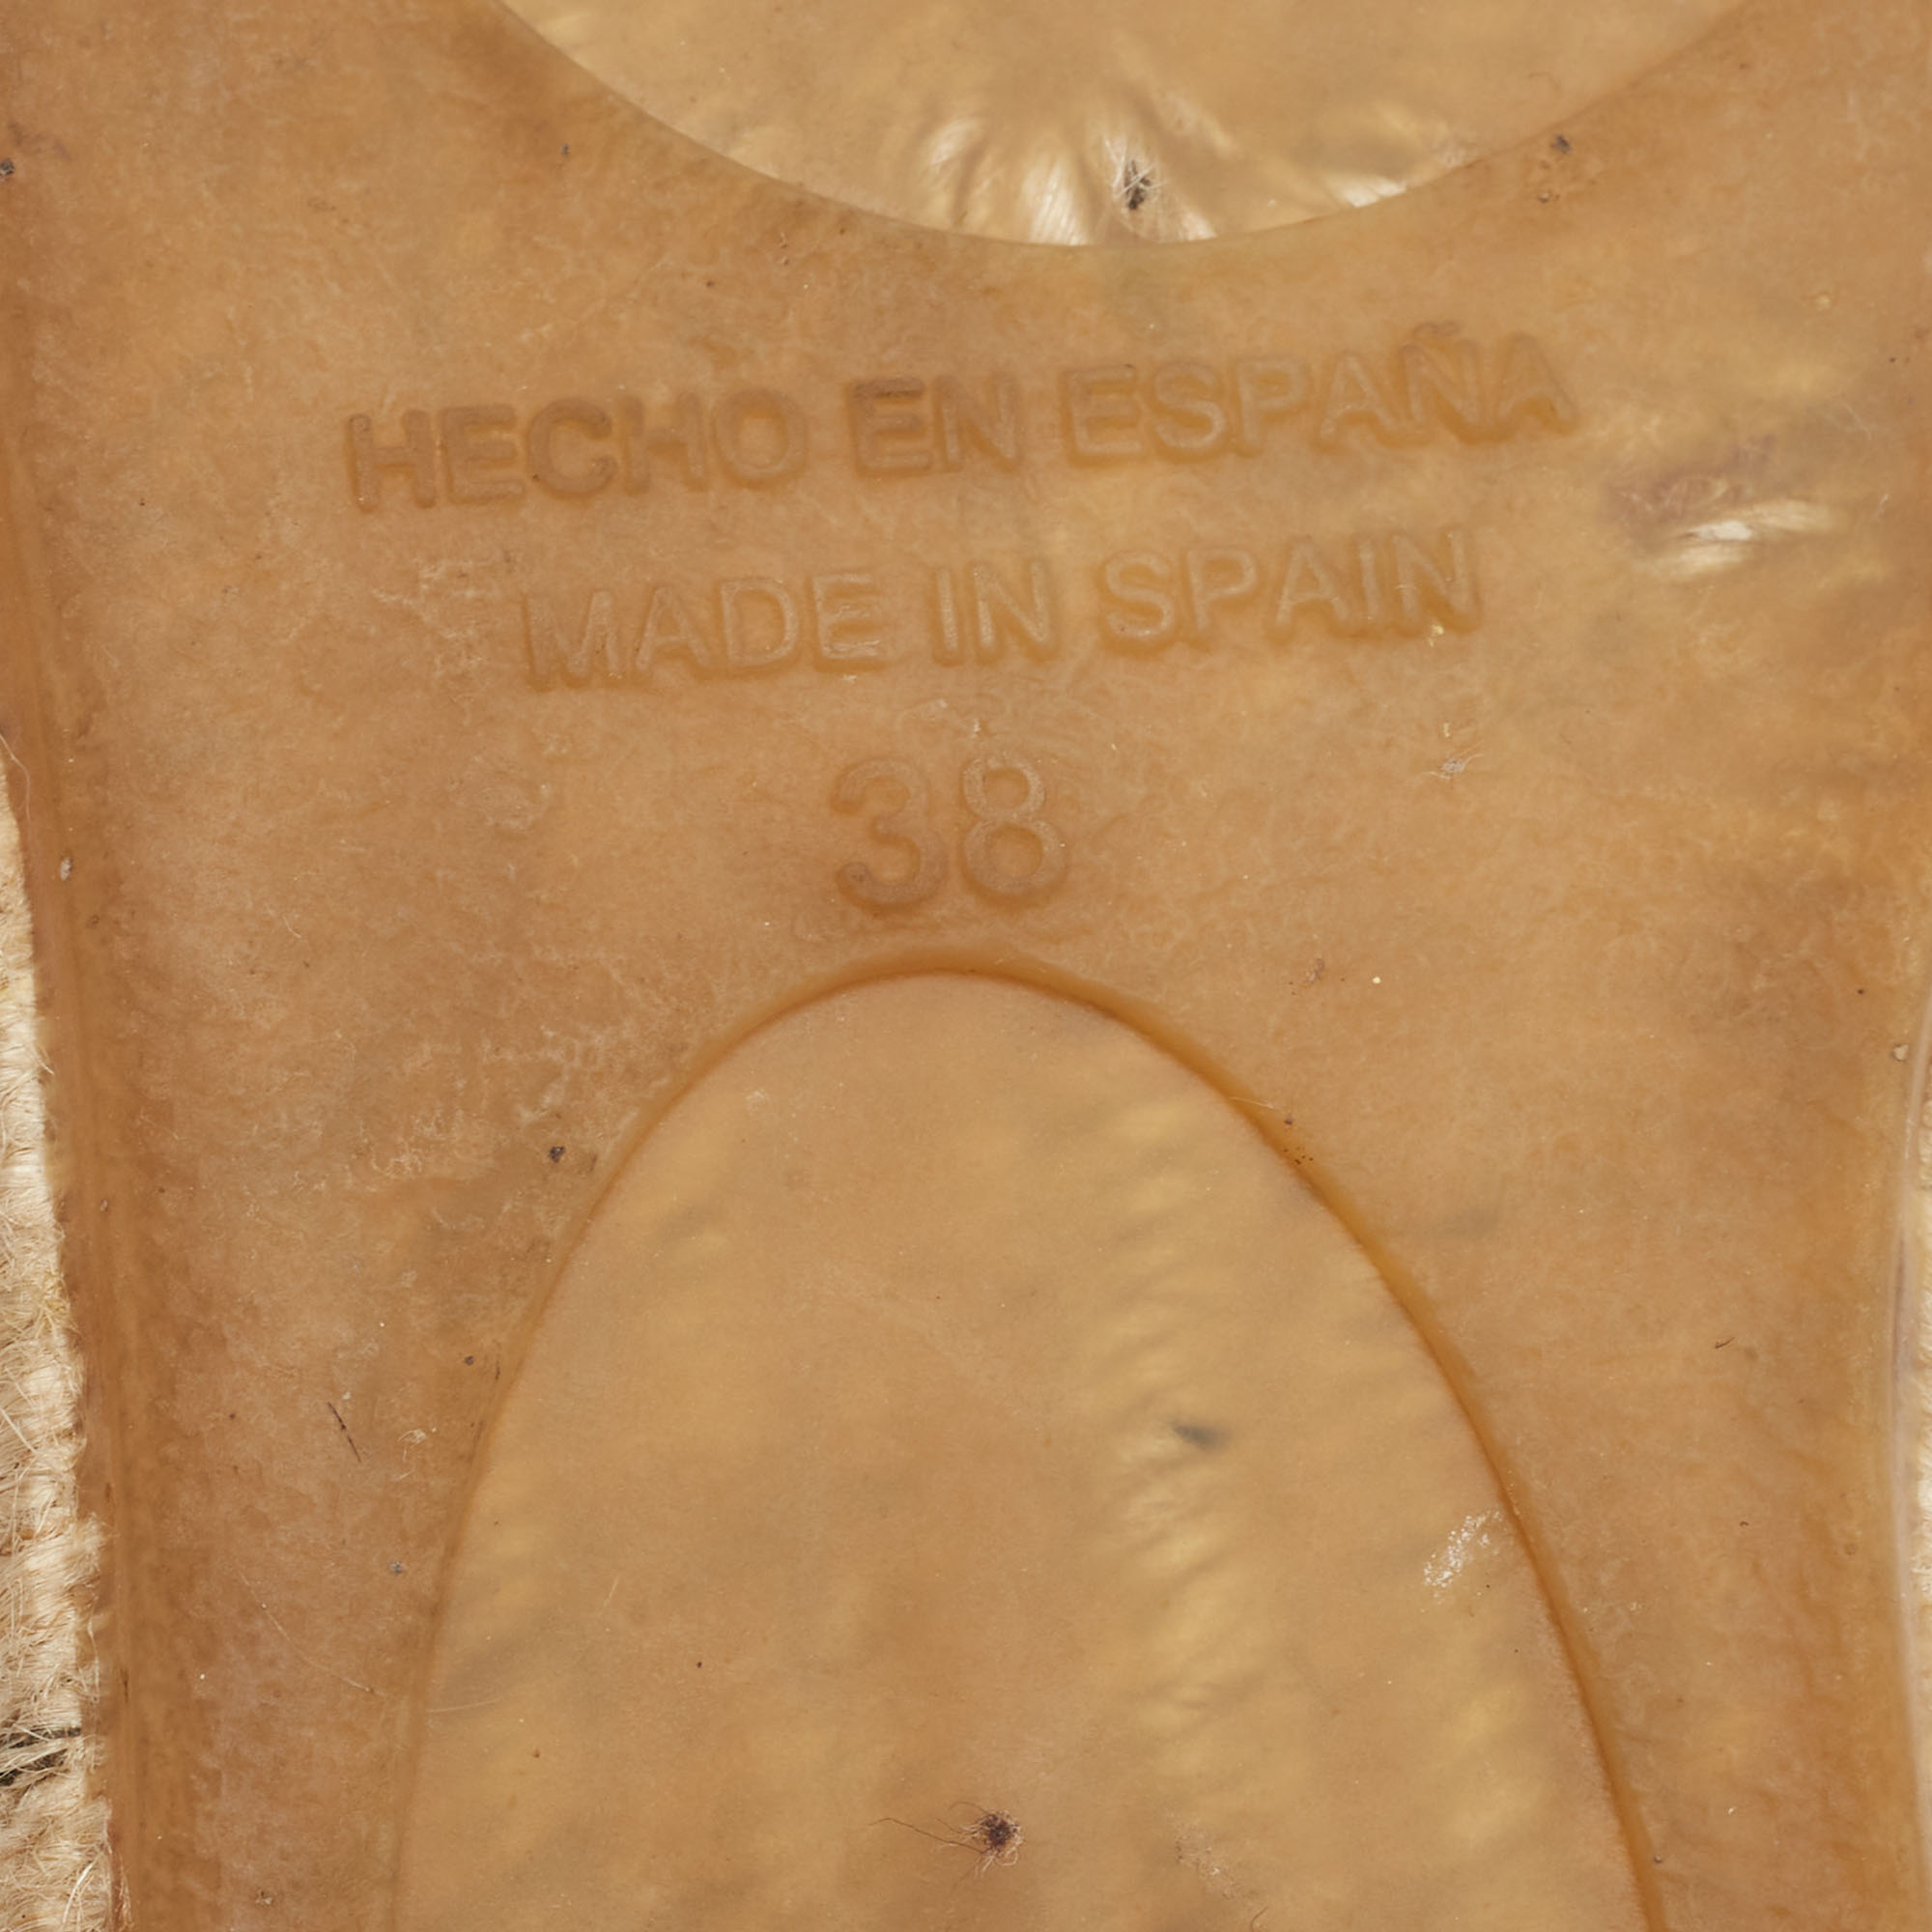 HECHO EN ESPAÑA
MADE IN SPAIN
38